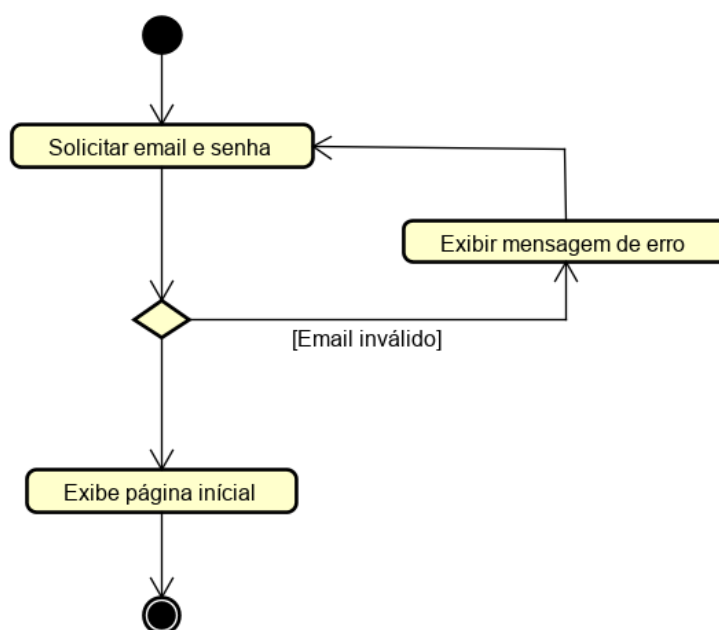 Solicitar email e senha
Exibir mensagem de erro
[Email inválido]
Exibe página inícial